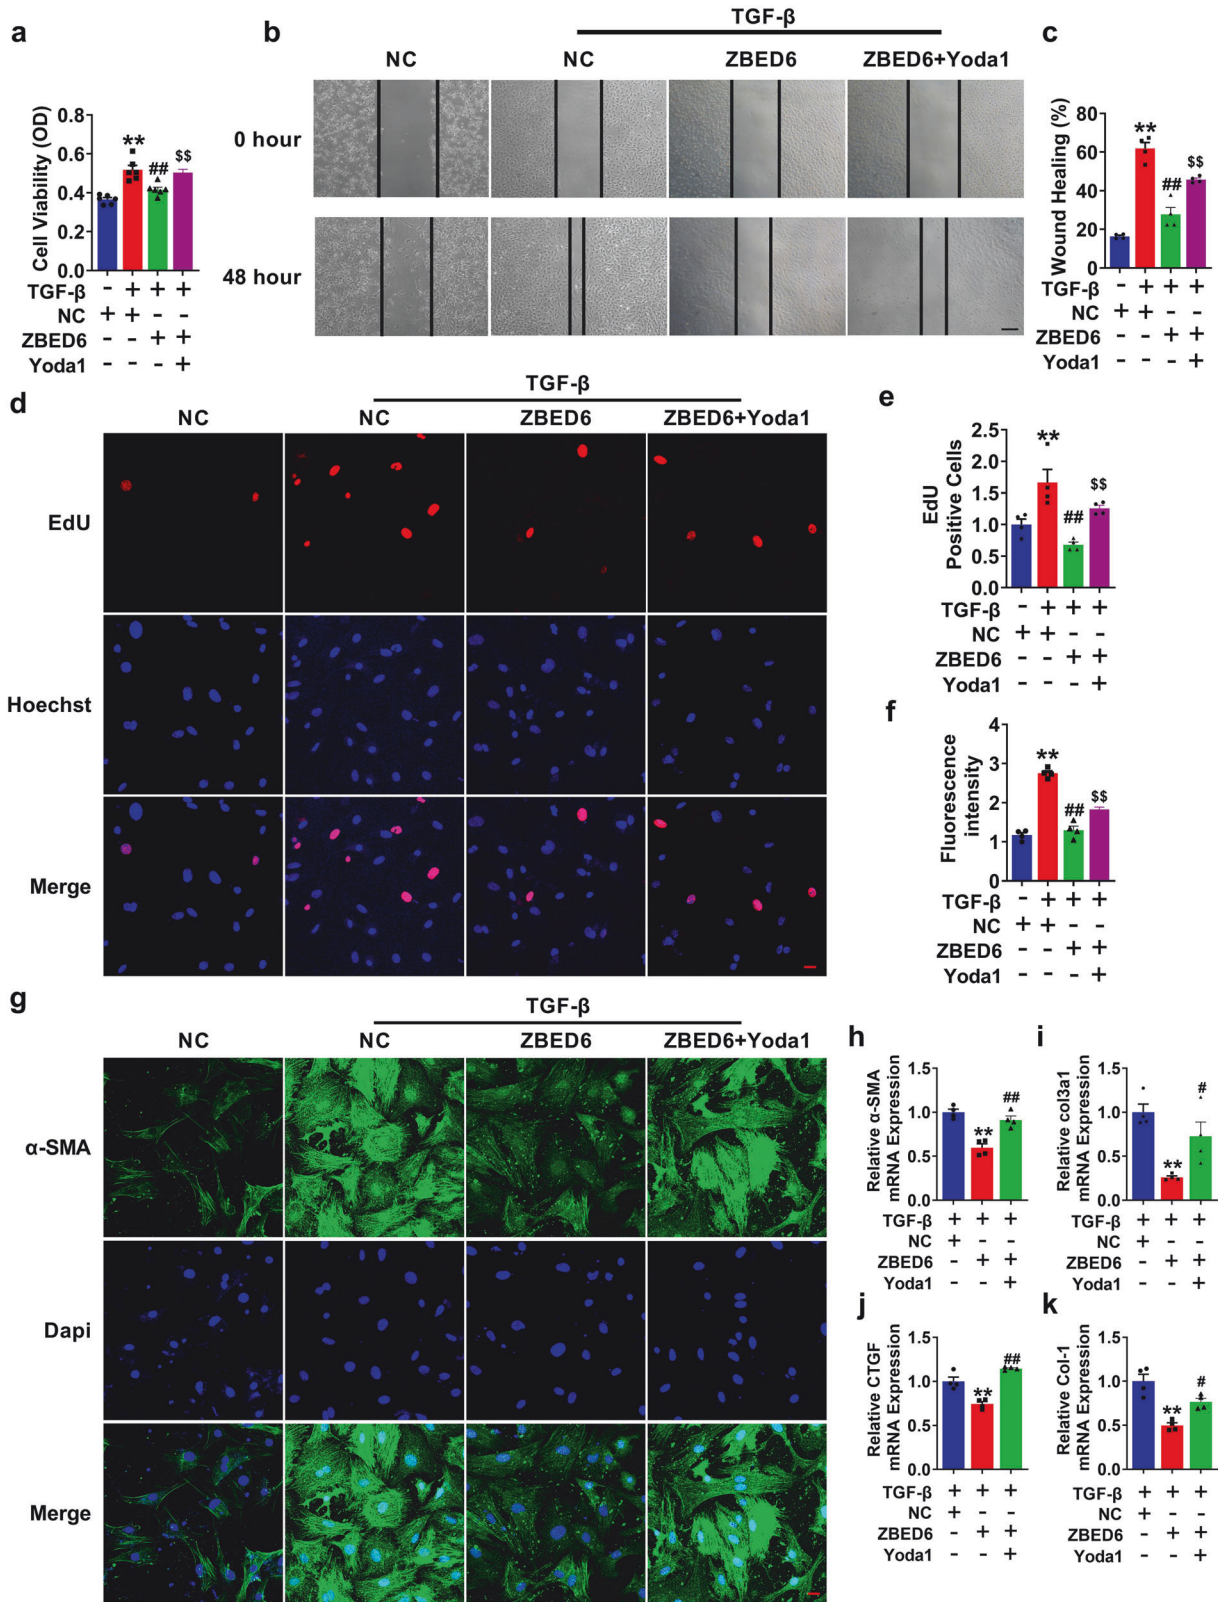 a
Cell Viability (OD)
0.8
0.6
0.4
0.2
0.0
**
##
$$
TGF-β - + + +
NC + + - -
ZBED6 - - + +
Yoda1 - - - +
b
TGF-β
NC NC ZBED6 ZBED6+Yoda1
0 hour
48 hour
c
Wound Healing (%)
80
60
40
20
0
**
##
$$
TGF-β - + + +
NC + + - -
ZBED6 - - + +
Yoda1 - - - +
d
TGF-β
NC NC ZBED6 ZBED6+Yoda1
EdU
Hoechst
Merge
e
EdU
Positive Cells
2.5
2.0
1.5
1.0
0.5
0.0
**
##
$$
TGF-β - + + +
NC + + - -
ZBED6 - - + +
Yoda1 - - - +
f
Fluorescence
intensity
4
3
2
1
0
**
##
$$
TGF-β - + + +
NC + + - -
ZBED6 - - + +
Yoda1 - - - +
g
TGF-β
NC NC ZBED6 ZBED6+Yoda1
α-SMA
Dapi
Merge
h
Relative α-SMA
mRNA Expression
1.5
1.0
0.5
0.0
**
##
TGF-β + + +
NC + - -
ZBED6 - + +
Yoda1 - - +
i
Relative col3a1
mRNA Expression
1.5
1.0
0.5
0.0
**
#
TGF-β + + +
NC + - -
ZBED6 - + +
Yoda1 - - +
j
Relative CTGF
mRNA Expression
1.5
1.0
0.5
0.0
**
##
TGF-β + + +
NC + - -
ZBED6 - + +
Yoda1 - - +
k
Relative Col-1
mRNA Expression
1.5
1.0
0.5
0.0
**
#
TGF-β + + +
NC + - -
ZBED6 - + +
Yoda1 - - +